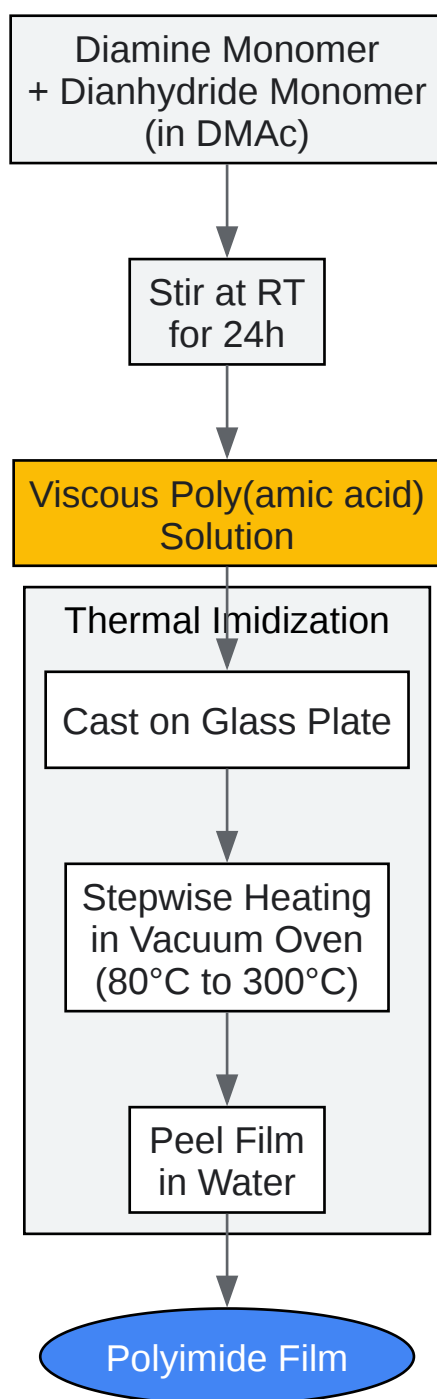 Diamine Monomer
+ Dianhydride Monomer
(in DMAc)
Stir at RT
for 24h
Viscous Poly(amic acid)
Solution
Thermal Imidization
Cast on Glass Plate
Stepwise Heating
in Vacuum Oven
(80°C to 300°C)
Peel Film
in Water
Polyimide Film